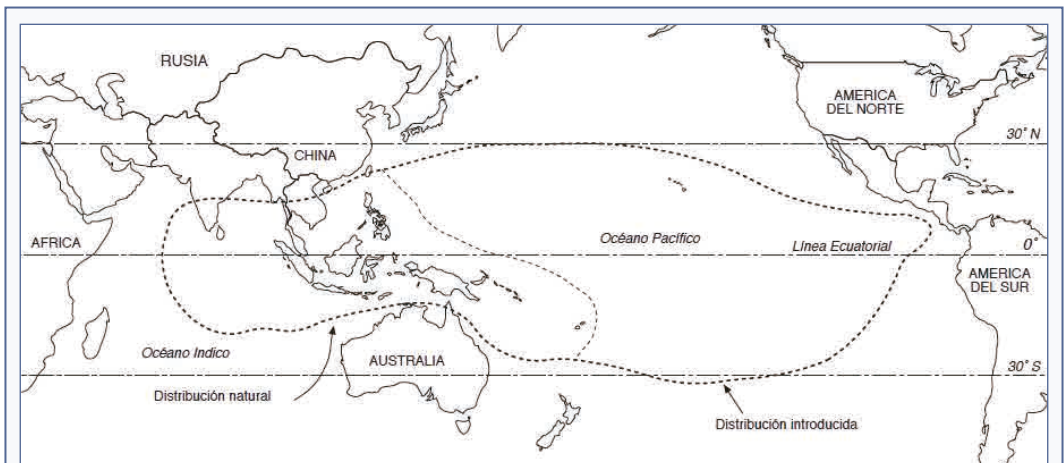 RUSIA
AMERICA
DEL NORTE
30° N
CHINA
AFRICA
Océano Pacífico
Línea Ecuatorial
0°
AMERICA
DEL SUR
Océano Indico
AUSTRALIA
30° S
Distribución natural
Distribución introducida